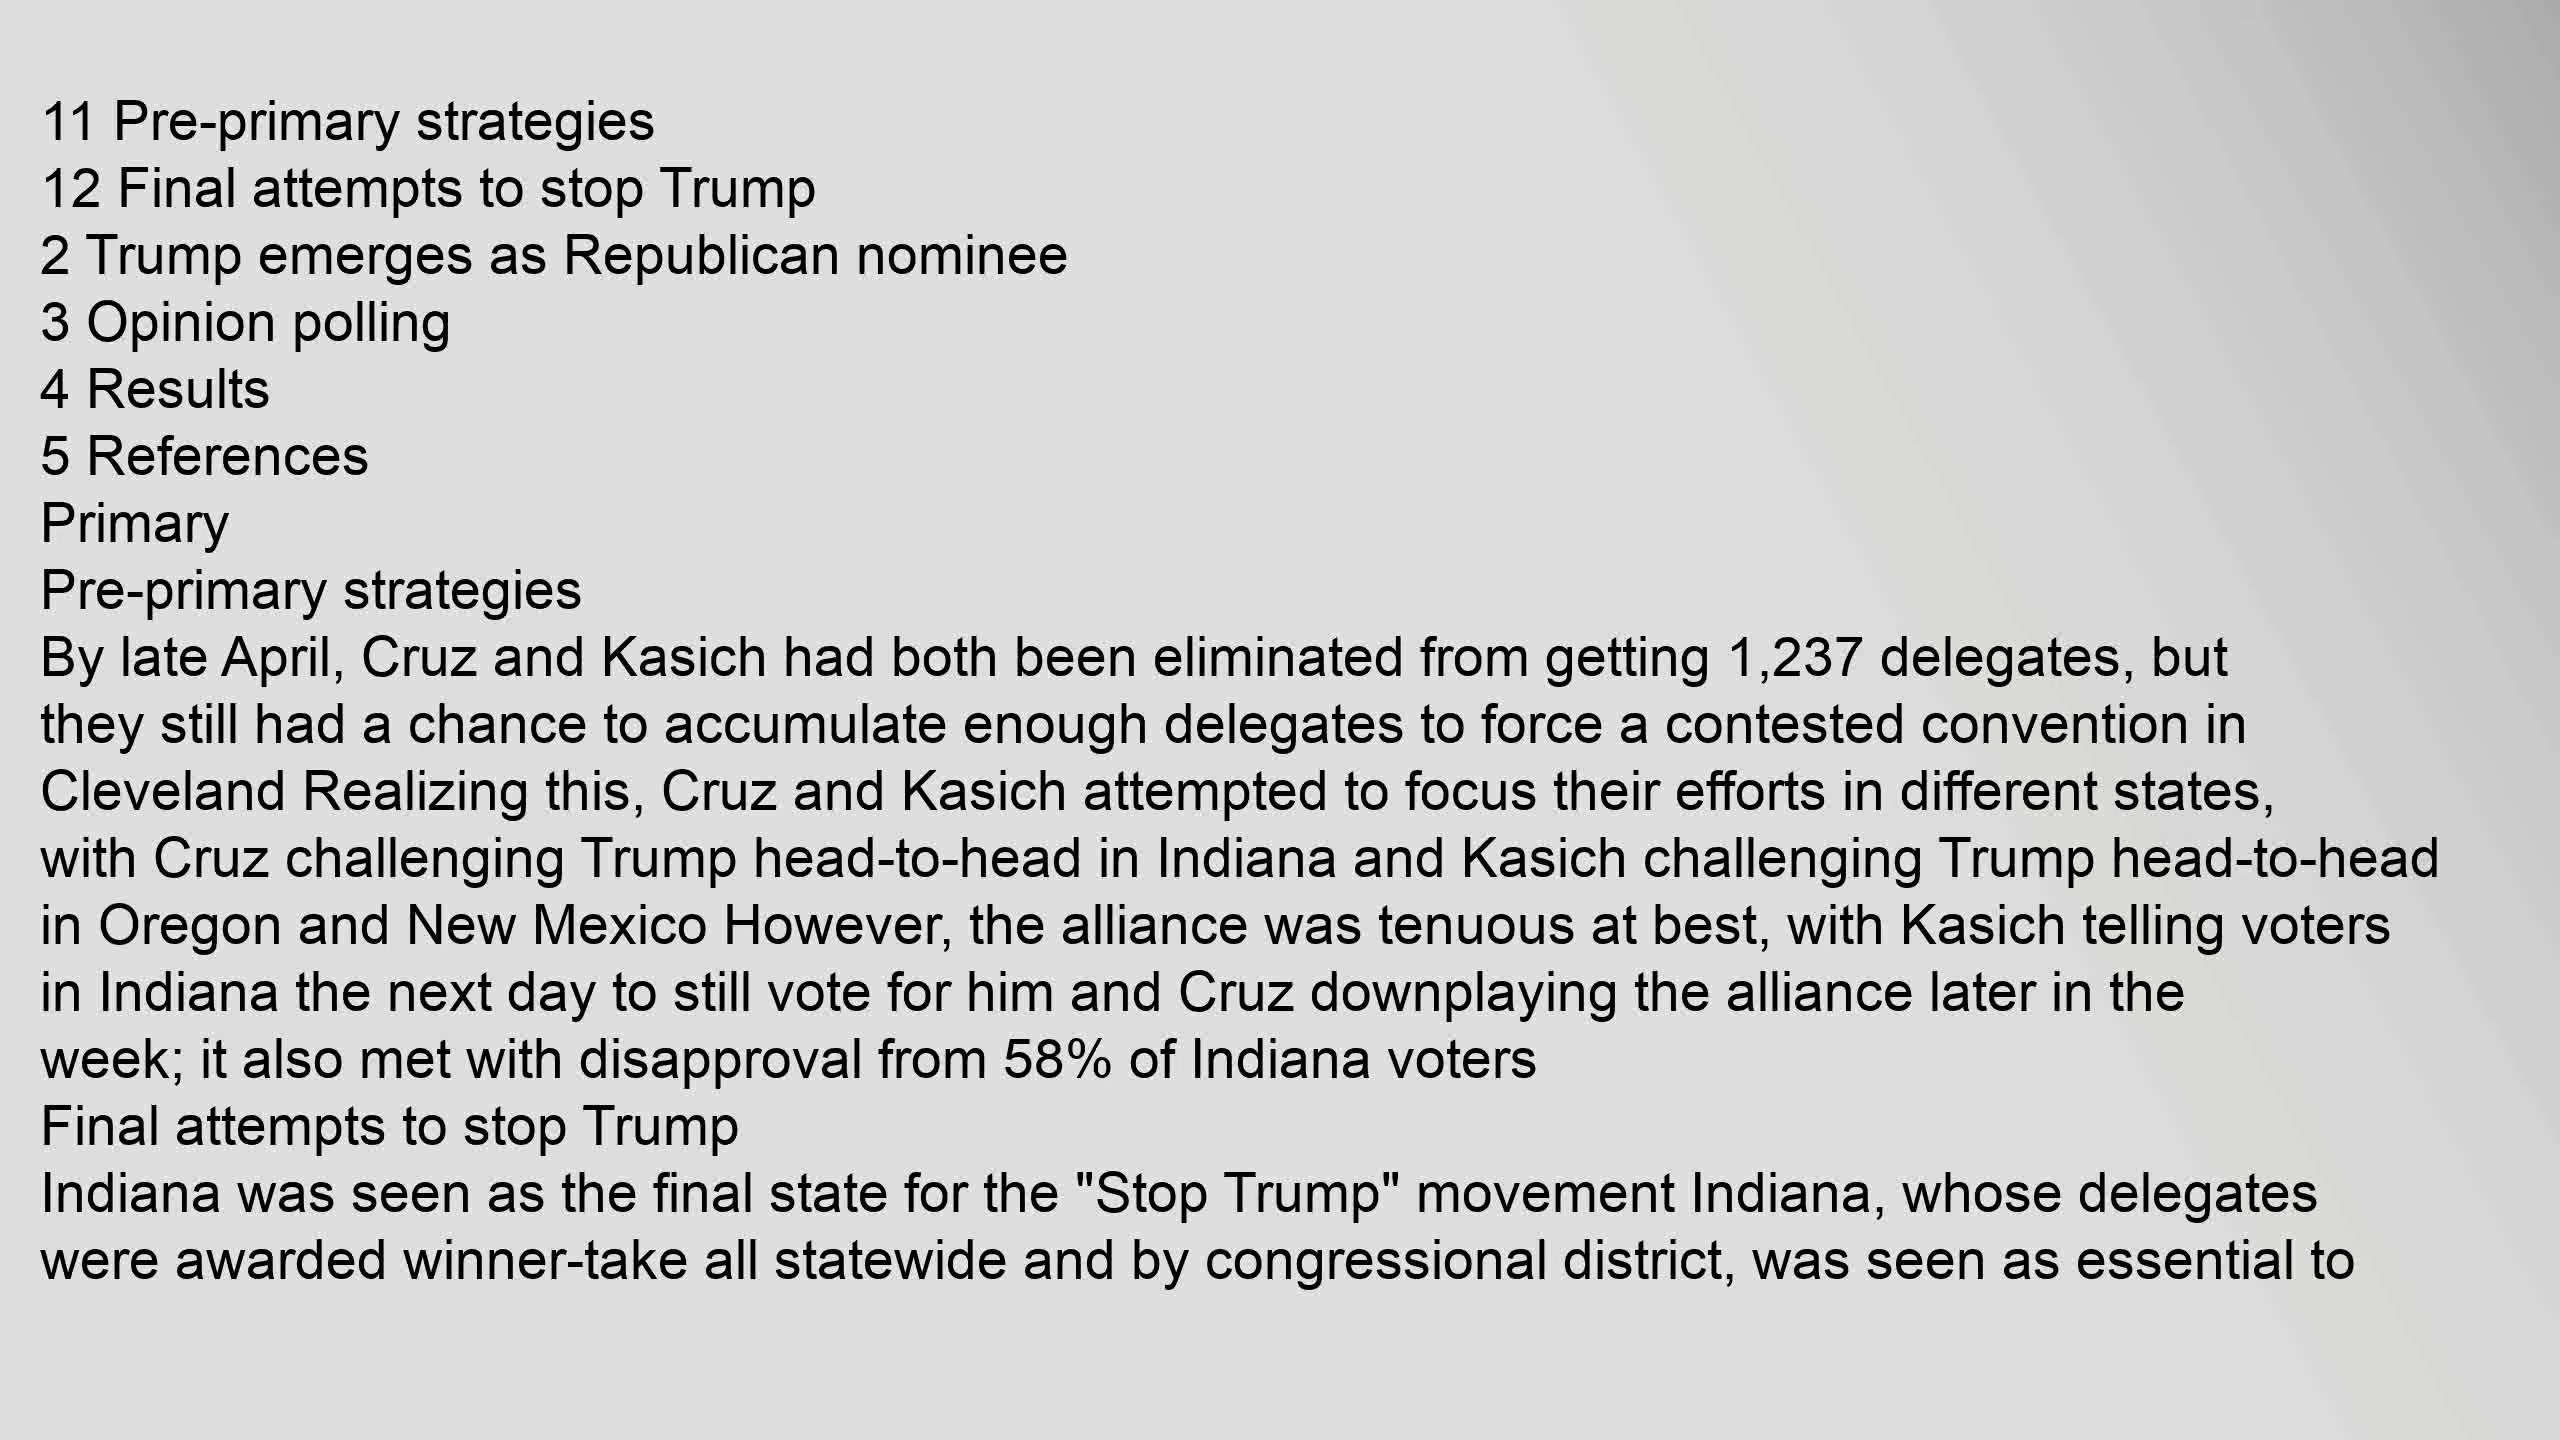 11 Pre-primary strategies
12 Final attempts to stop Trump
2 Trump emerges as Republican nominee
3 Opinion polling
4 Results
5 References
Primary
Pre-primary strategies
By late April, Cruz and Kasich had both been eliminated from getting 1,237 delegates, but
they still had a chance to accumulate enough delegates to force a contested convention in
Cleveland Realizing this, Cruz and Kasich attempted to focus their efforts in different states,
with Cruz challenging Trump head-to-head in Indiana and Kasich challenging Trump head-to-head
in Oregon and New Mexico However, the alliance was tenuous at best, with Kasich telling voters
in Indiana the next day to still vote for him and Cruz downplaying the alliance later in the
week; it also met with disapproval from 58% of Indiana voters
Final attempts to stop Trump
Indiana was seen as the final state for the "Stop Trump" movement Indiana, whose delegates
were awarded winner-take all statewide and by congressional district, was seen as essential to